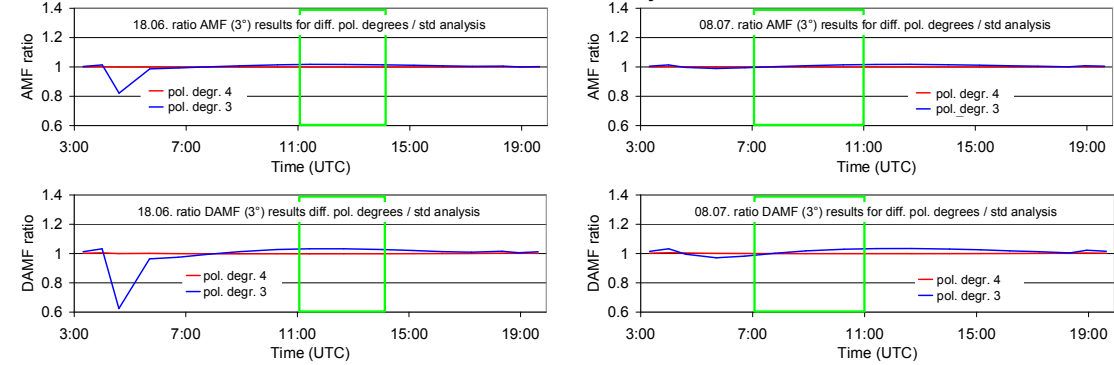 18.06. ratio AMF (3°) results for diff. pol. degrees / std analysis
AMF ratio
1.4
1.2
1
0.8
0.6
pol. degr. 4
pol. degr. 3
3:00 7:00 11:00 15:00 19:00
Time (UTC)
08.07. ratio AMF (3°) results for diff. pol. degrees / std analysis
AMF ratio
1.4
1.2
1
0.8
0.6
pol. degr. 4
pol. degr. 3
3:00 7:00 11:00 15:00 19:00
Time (UTC)
18.06. ratio DAMF (3°) results diff. pol. degrees / std analysis
DAMF ratio
1.4
1.2
1
0.8
0.6
pol. degr. 4
pol. degr. 3
3:00 7:00 11:00 15:00 19:00
Time (UTC)
08.07. ratio DAMF (3°) results for diff. pol. degrees / std analysis
DAMF ratio
1.4
1.2
1
0.8
0.6
pol. degr. 4
pol. degr. 3
3:00 7:00 11:00 15:00 19:00
Time (UTC)